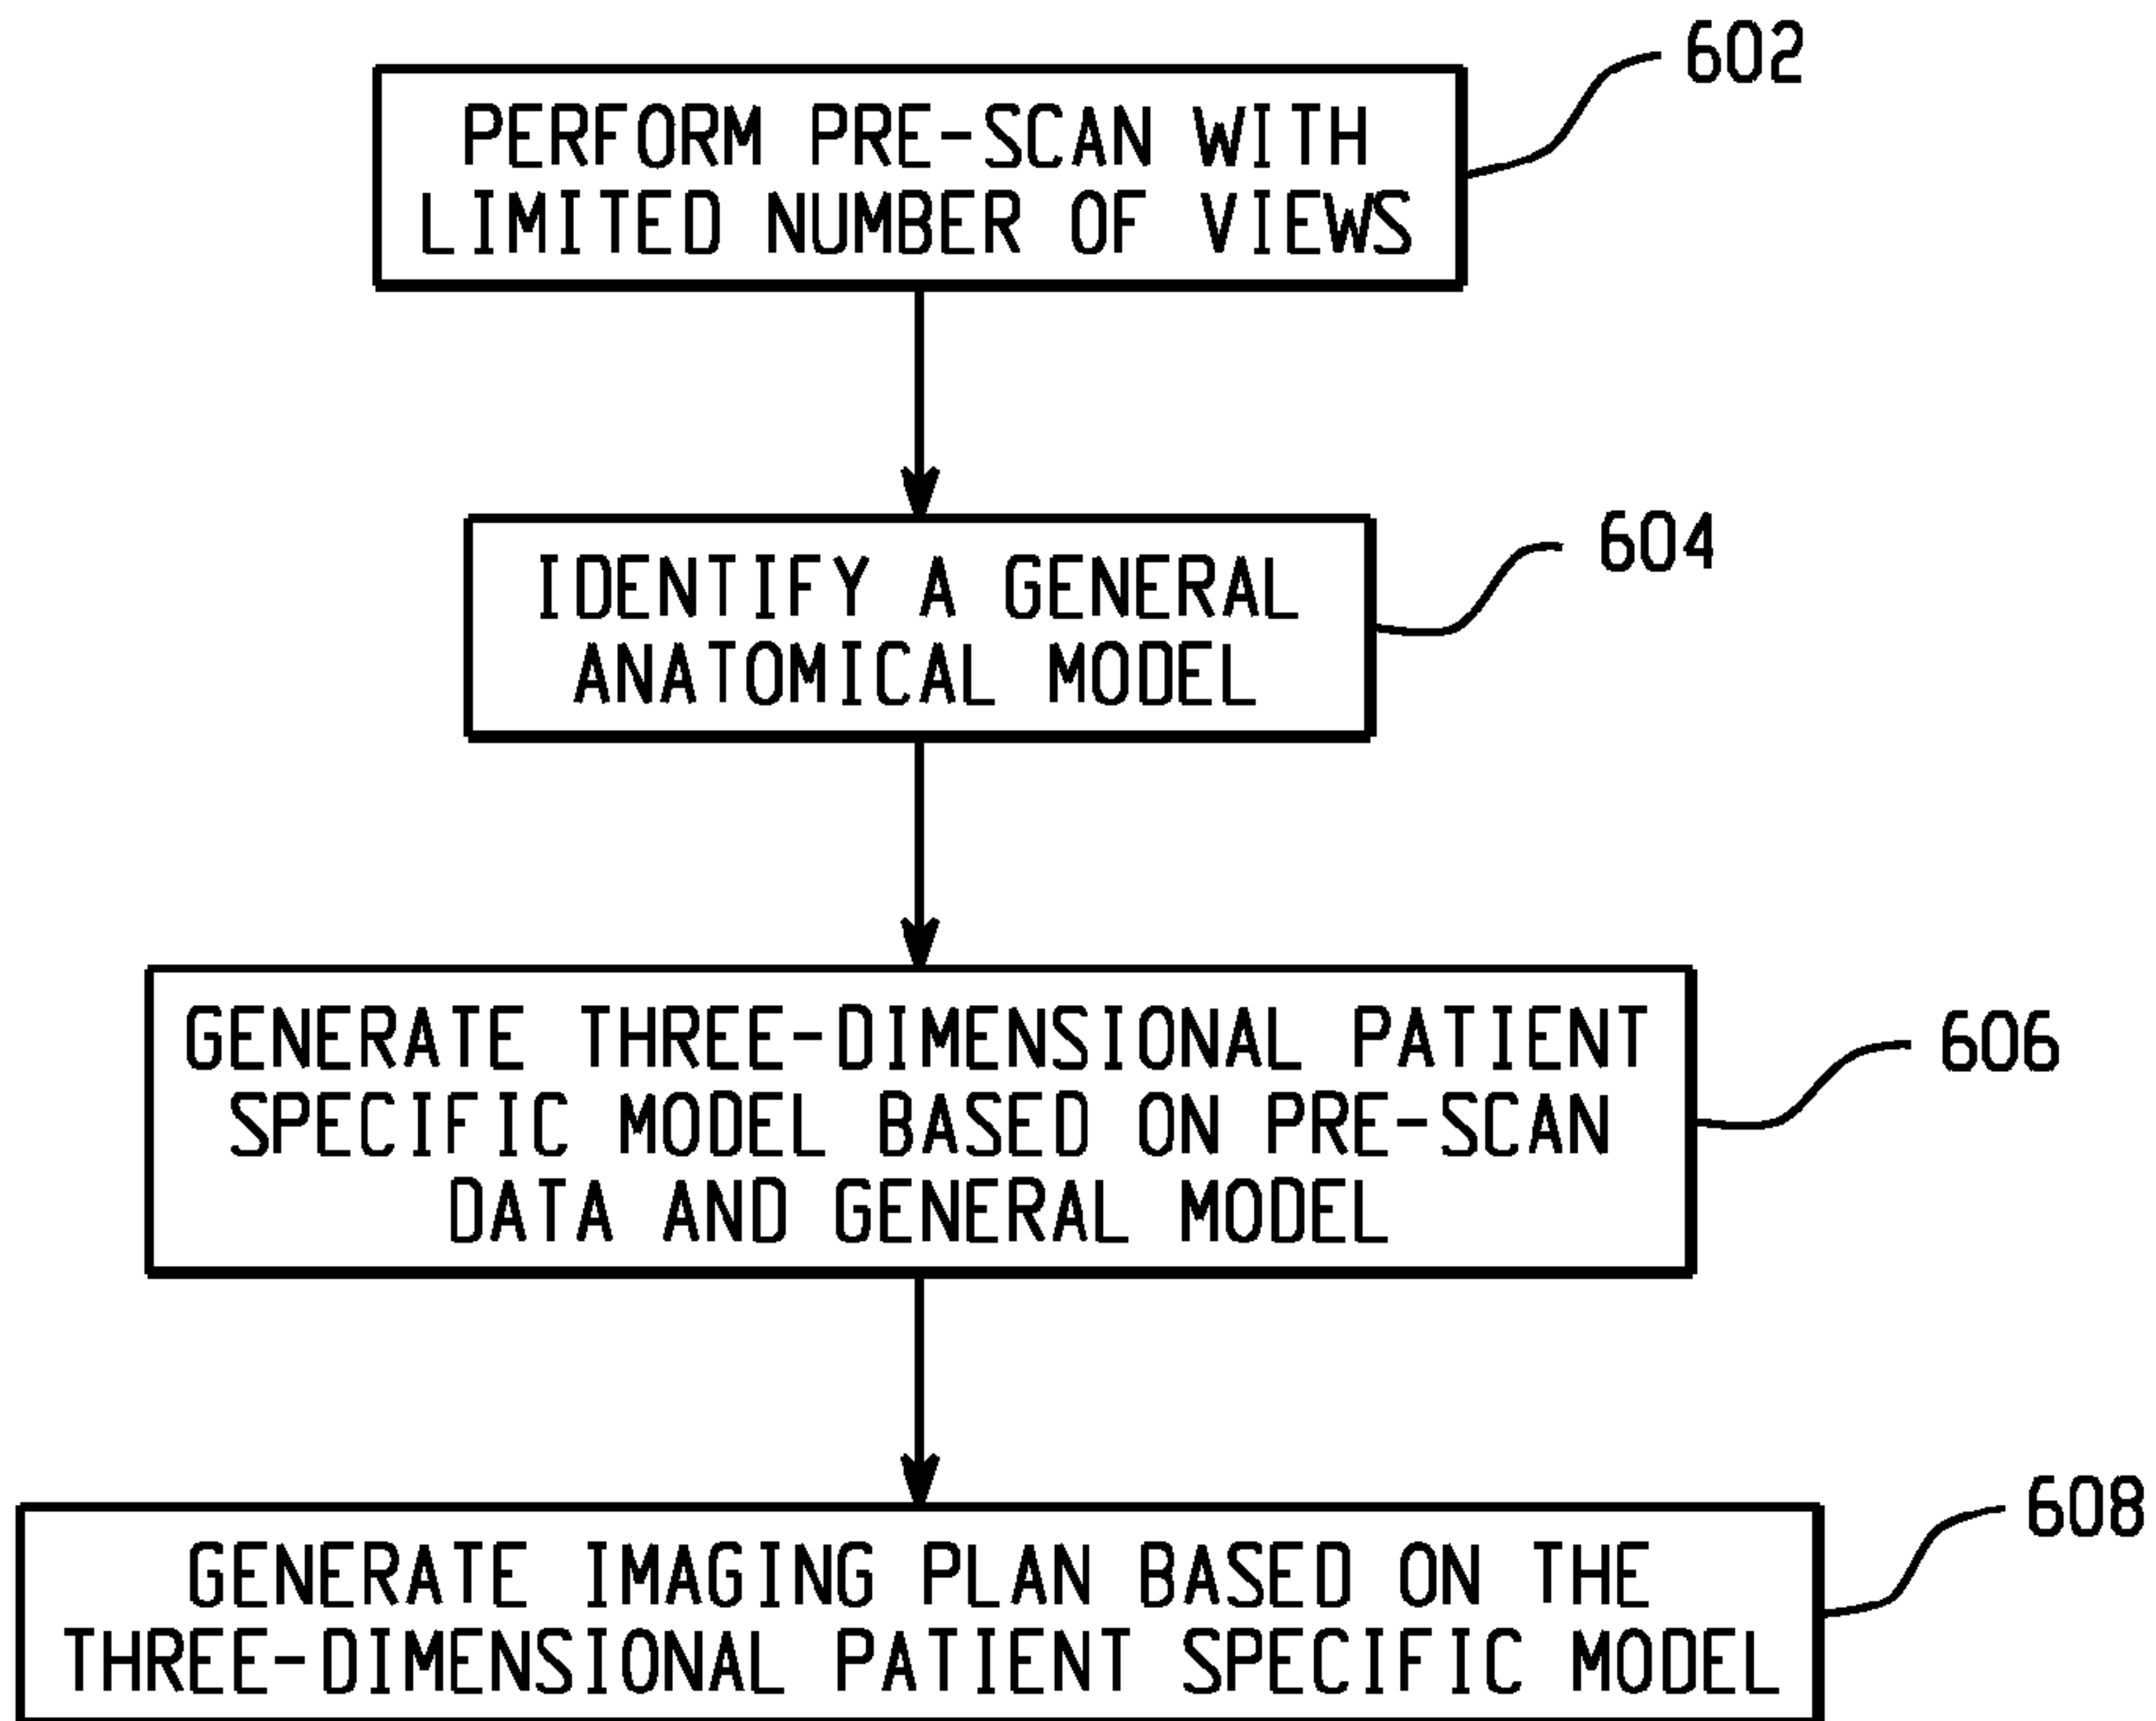 602
PERFORM PRE-SCAN WITH
LIMITED NUMBER OF VIEWS
604
IDENTIFY A GENERAL
ANATOMICAL MODEL
606
GENERATE THREE-DIMENSIONAL PATIENT
SPECIFIC MODEL BASED ON PRE-SCAN
DATA AND GENERAL MODEL
608
GENERATE IMAGING PLAN BASED ON THE
THREE-DIMENSIONAL PATIENT SPECIFIC MODEL